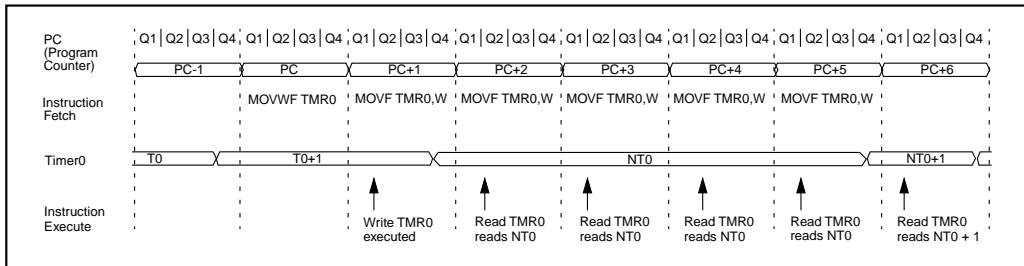 PC (Program Counter)
Q1 Q2 Q3 Q4 Q1 Q2 Q3 Q4 Q1 Q2 Q3 Q4 Q1 Q2 Q3 Q4 Q1 Q2 Q3 Q4 Q1 Q2 Q3 Q4 Q1 Q2 Q3 Q4 Q1 Q2 Q3 Q4
PC-1 PC PC+1 PC+2 PC+3 PC+4 PC+5 PC+6
Instruction Fetch
MOVWF TMR0 MOVF TMR0,W MOVF TMR0,W MOVF TMR0,W MOVF TMR0,W MOVF TMR0,W
Timer0
T0 T0+1 NT0 NT0+1
Instruction Execute
Write TMR0 executed
Read TMR0 reads NT0
Read TMR0 reads NT0
Read TMR0 reads NT0
Read TMR0 reads NT0
Read TMR0 reads NT0 + 1